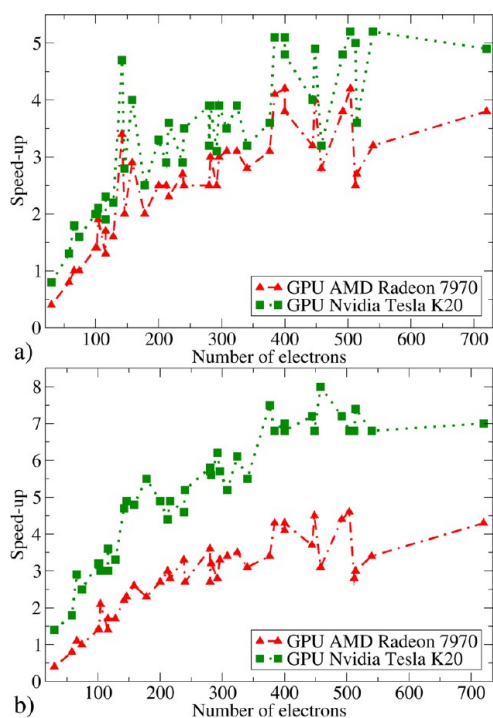 5
4
3
2
1
0
Speed-up
GPU AMD Radeon 7970
GPU Nvidia Tesla K20
100 200 300 400 500 600 700
a)
Number of electrons
8
7
6
5
4
3
2
1
0
Speed-up
GPU AMD Radeon 7970
GPU Nvidia Tesla K20
0 100 200 300 400 500 600 700
b)
Number of electrons